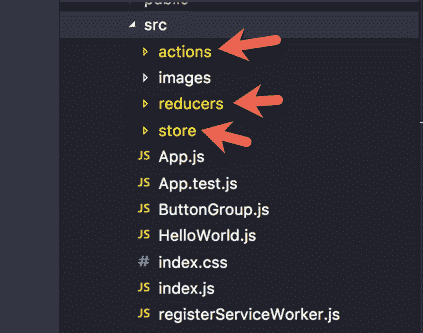 public
src
actions
images
reducers
store
JS App.js
JS App.test.js
JS ButtonGroup.js
JS HelloWorld.js
# index.css
JS index.js
JS registerServiceWorker.js